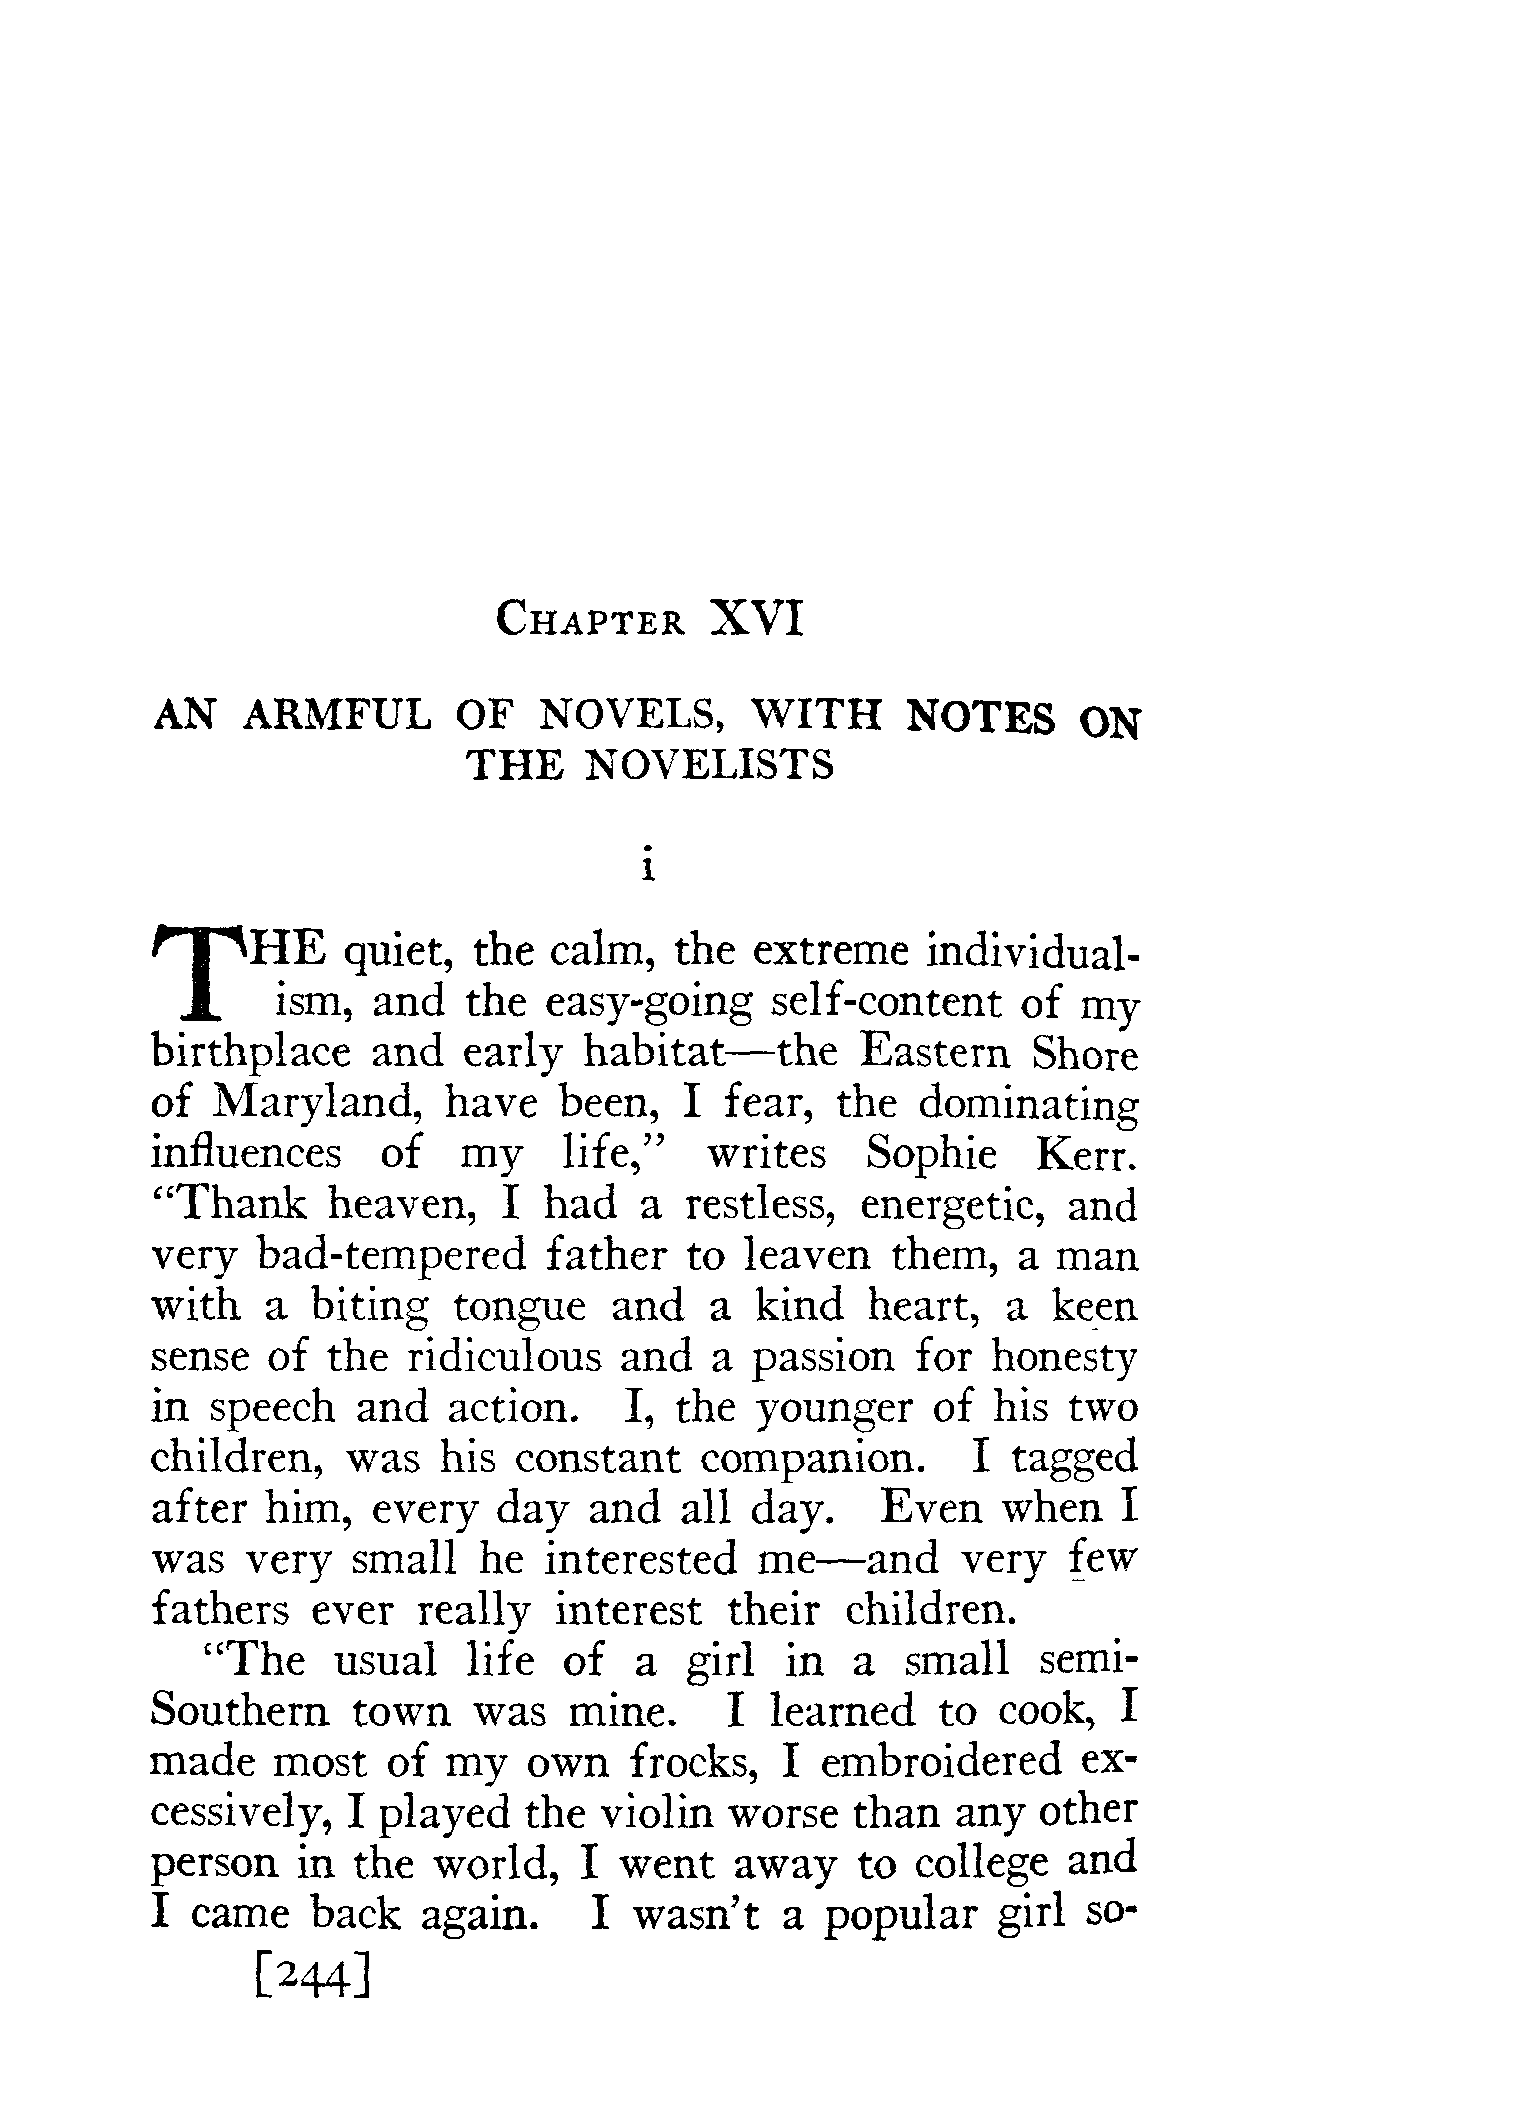 CHAPTER XVI
AN ARMFUL OF NOVELS, WITH NOTES ON
THE NOVELISTS
i
THE quiet, the calm, the extreme individual-
ism, and the easy-going self-content of my
birthplace and early habitat—the Eastern Shore
of Maryland, have been, I fear, the dominating
influences of my life,” writes Sophie Kerr.
“Thank heaven, I had a restless, energetic, and
very bad-tempered father to leaven them, a man
with a biting tongue and a kind heart, a keen
sense of the ridiculous and a passion for honesty
in speech and action. I, the younger of his two
children, was his constant companion. I tagged
after him, every day and all day. Even when I
was very small he interested me—and very few
fathers ever really interest their children.
“The usual life of a girl in a small semi-
Southern town was mine. I learned to cook, I
made most of my own frocks, I embroidered ex-
cessively, I played the violin worse than any other
person in the world, I went away to college and
I came back again. I wasn’t a popular girl so-
[244]